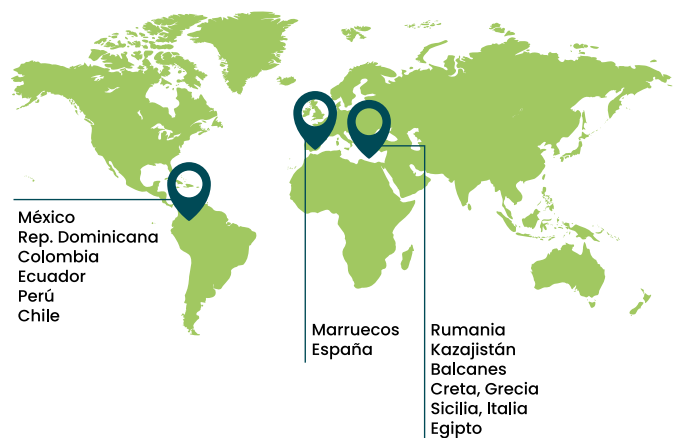 México
Rep. Dominicana
Colombia
Ecuador
Perú
Chile
Marruecos
España
Rumania
Kazajistán
Balcanes
Creta, Grecia
Sicilia, Italia
Egipto